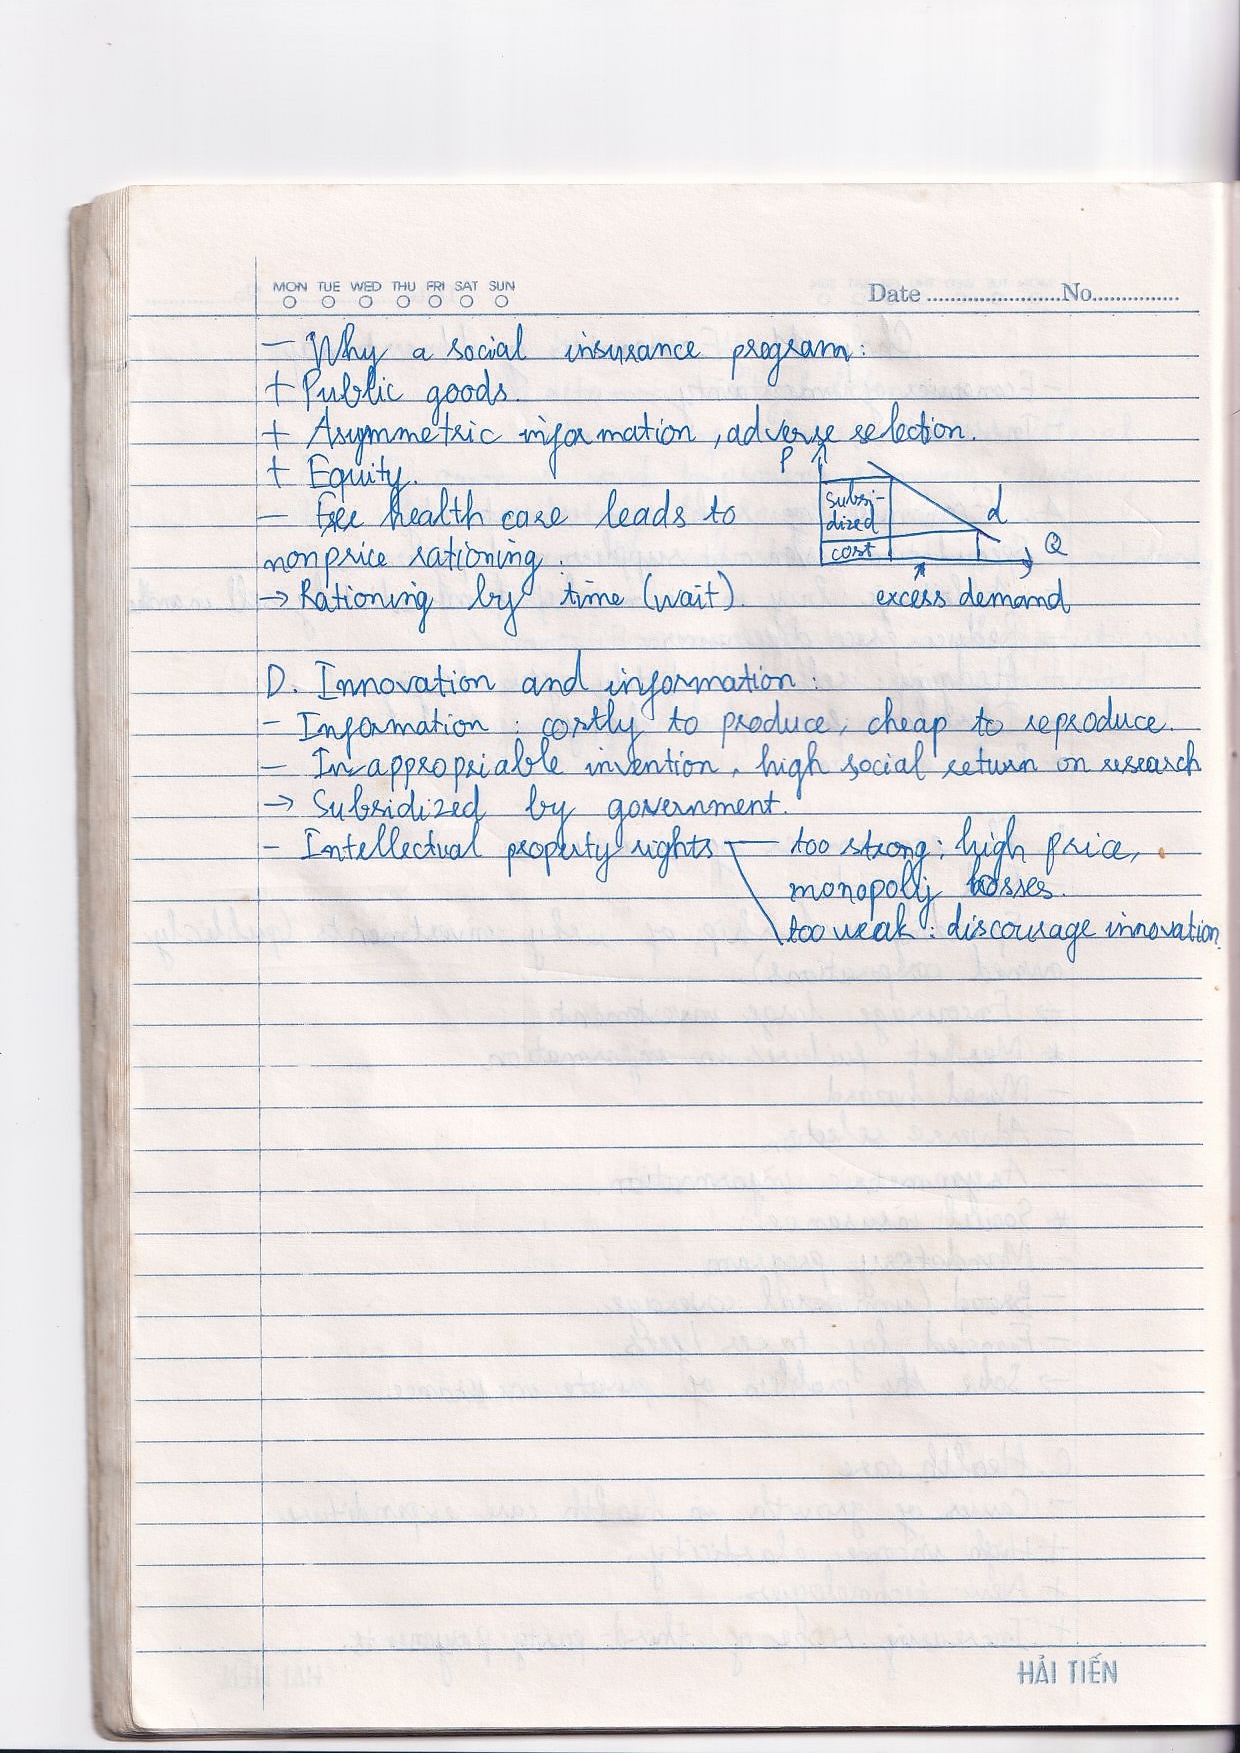 MON TUE WED THU FRI SAT SUN
Date ........................No................
- Why a social insurance program:
+ Public goods.
+ Asymmetric information, adverse selection.
+ Equity.
P
subsi-
dized
cost
d
Q
excess demand
- Free health care leads to
nonprice rationing:
→ Rationing by time (wait).
D. Innovation and information:
- Information: costly to produce, cheap to reproduce.
- Inappropriable invention, high social return on research
→ Subsidized by government.
- Intellectual property rights
too strong: high price,
monopoly losses.
too weak: discourage innovation.
HẢI TIẾN